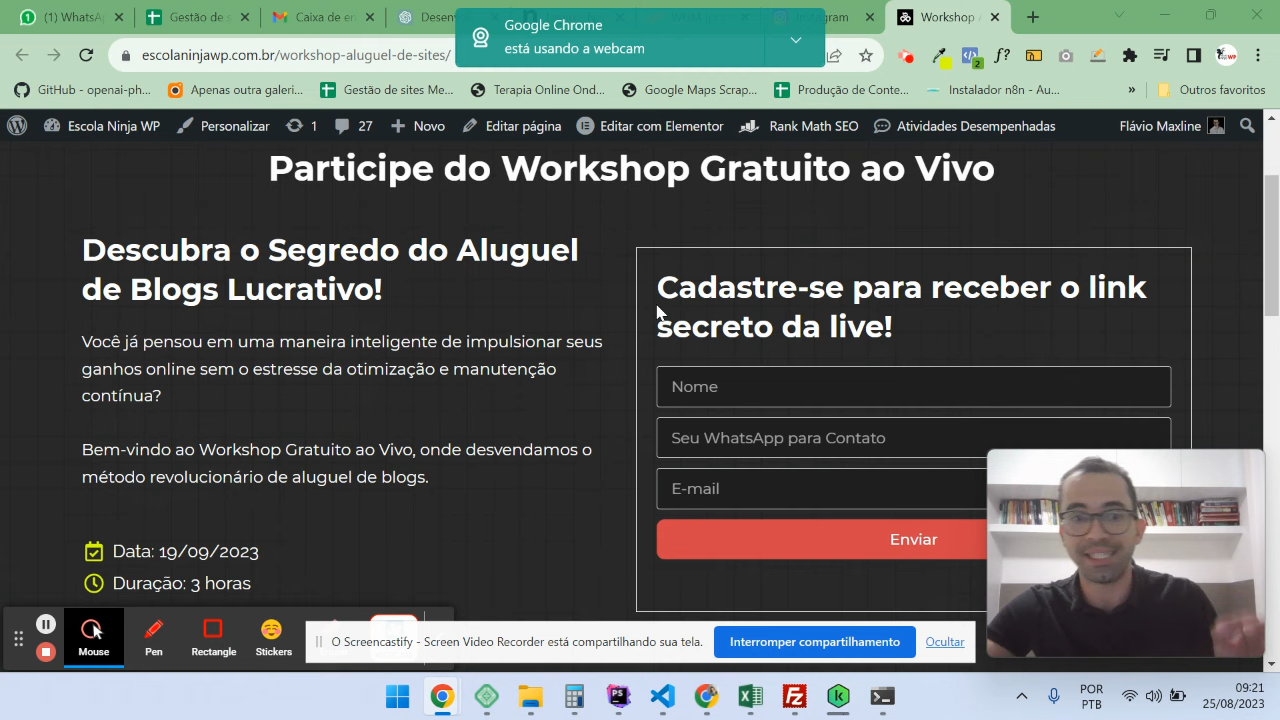 (1) WhatsA
Gestão de s
Caixa de en
Desenv
Instagram
Workshop A
Google Chrome
está usando a webcam
escolaninjawp.com.br/workshop-aluguel-de-sites/
GitHub
openai-ph...
Apenas outra galeri...
Gestão de sites Me...
Terapia Online Ond...
Google Maps Scrap...
Produção de Conte...
Instalador n8n - Au...
»
Outros favoritos
Escola Ninja WP
Personalizar
1
27
Novo
Editar página
Editar com Elementor
Rank Math SEO
Atividades Desempenhadas
Flávio Maxline
Participe do Workshop Gratuito ao Vivo
Descubra o Segredo do Aluguel
de Blogs Lucrativo!
Você já pensou em uma maneira inteligente de impulsionar seus
ganhos online sem o estresse da otimização e manutenção
contínua?
Bem-vindo ao Workshop Gratuito ao Vivo, onde desvendamos o
método revolucionário de aluguel de blogs.
Data: 19/09/2023
Duração: 3 horas
Cadastre-se para receber o link
secreto da live!
Nome
Seu WhatsApp para Contato
E-mail
Enviar
Mouse
Pen
Rectangle
Stickers
O Screencastify - Screen Video Recorder está compartilhando sua tela.
Interromper compartilhamento
Ocultar
POR
PTB
09:21
25/08/2023